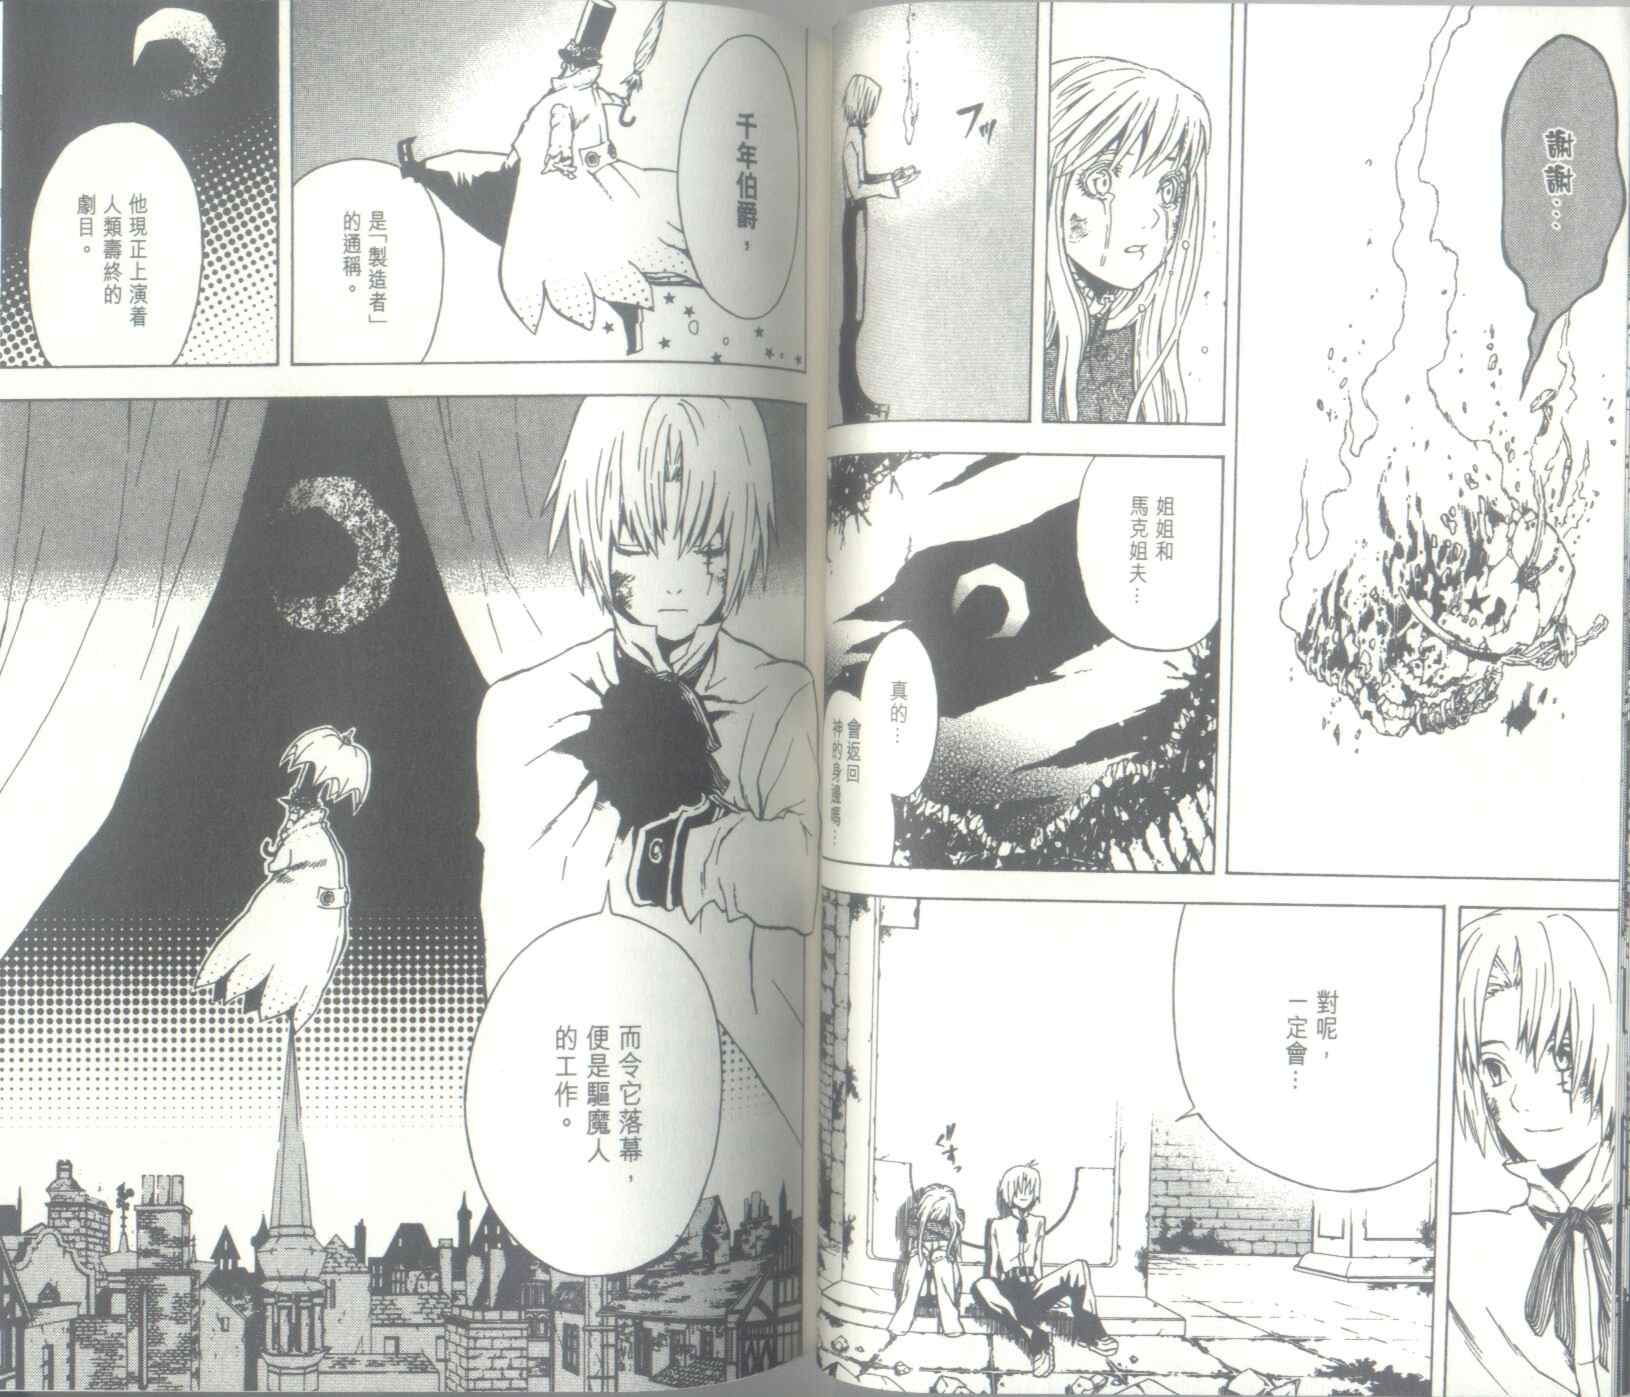 謝謝…
フッ
姐姐和
馬克姐夫…
真的…
會返回
神的身邊嗎…
對呢，
一定會…
ぐすっ
千年伯爵，
是「製造者」
的通稱。
他現正上演着
人類壽終的
劇目。
而令它落幕，
便是驅魔人
的工作。